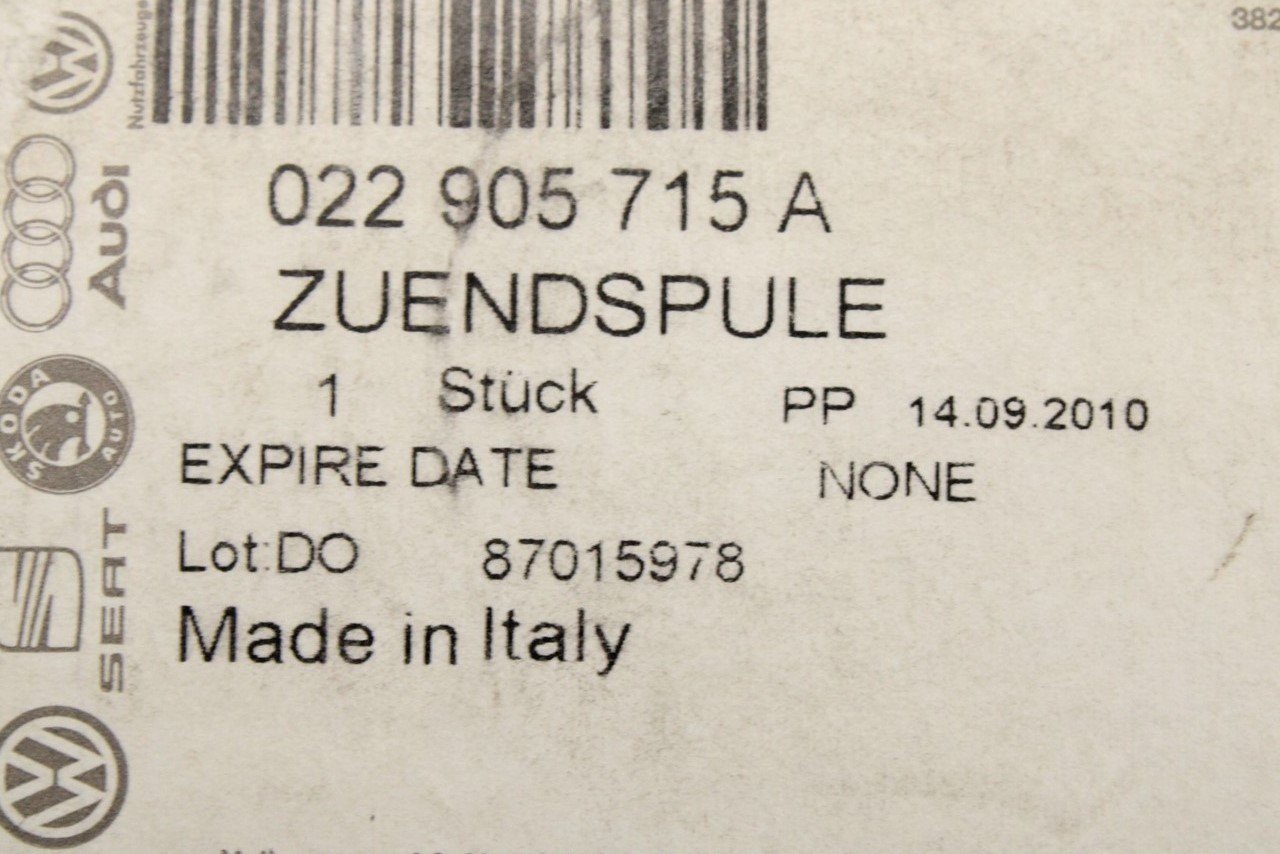 382
Nutzfahrzeuge
022 905 715 A
Audi
ZUENDSPULE
1 Stück PP 14.09.2010
SKODA AUTO
EXPIRE DATE NONE
Lot:DO 87015978
SEAT
Made in Italy